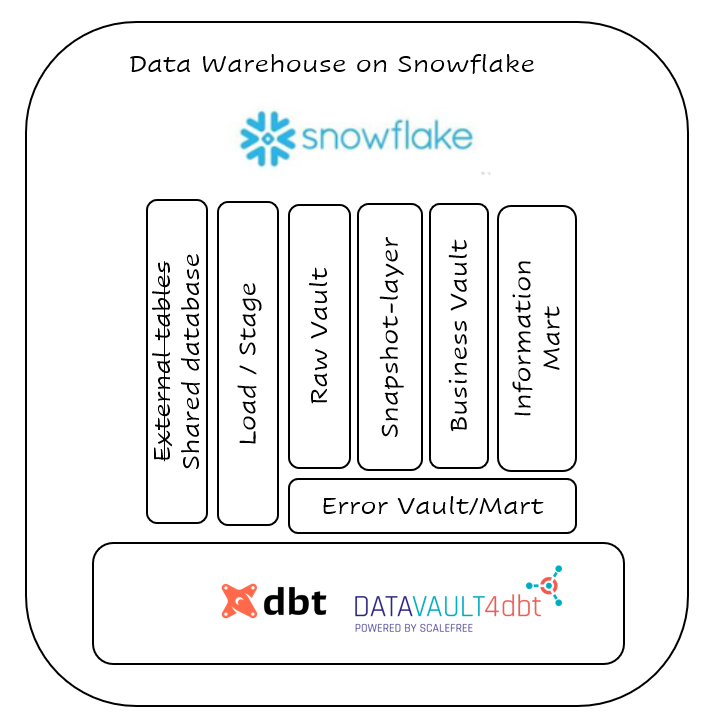 Data Warehouse on Snowflake
snowflake
External tables
Shared database
Load / Stage
Raw Vault
Snapshot-layer
Business Vault
Information
Mart
Error Vault/Mart
dbt
DATAVAULT4dbt
POWERED BY SCALEFREE